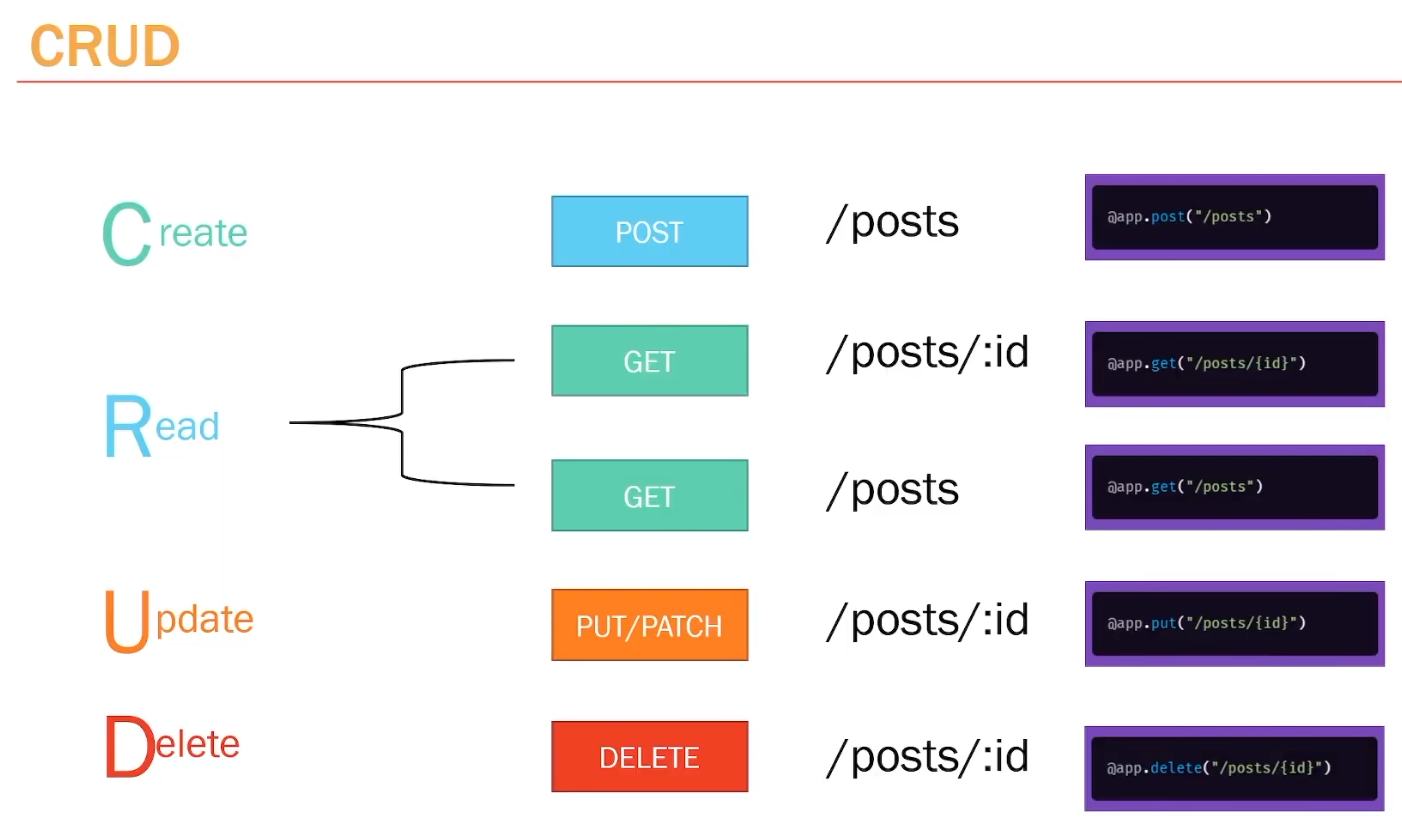 CRUD
Create
POST
/posts
@app.post("/posts")
Read
GET
/posts/:id
@app.get("/posts/{id}")
GET
/posts
@app.get("/posts")
Update
PUT/PATCH
/posts/:id
@app.put("/posts/{id}")
Delete
DELETE
/posts/:id
@app.delete("/posts/{id}")